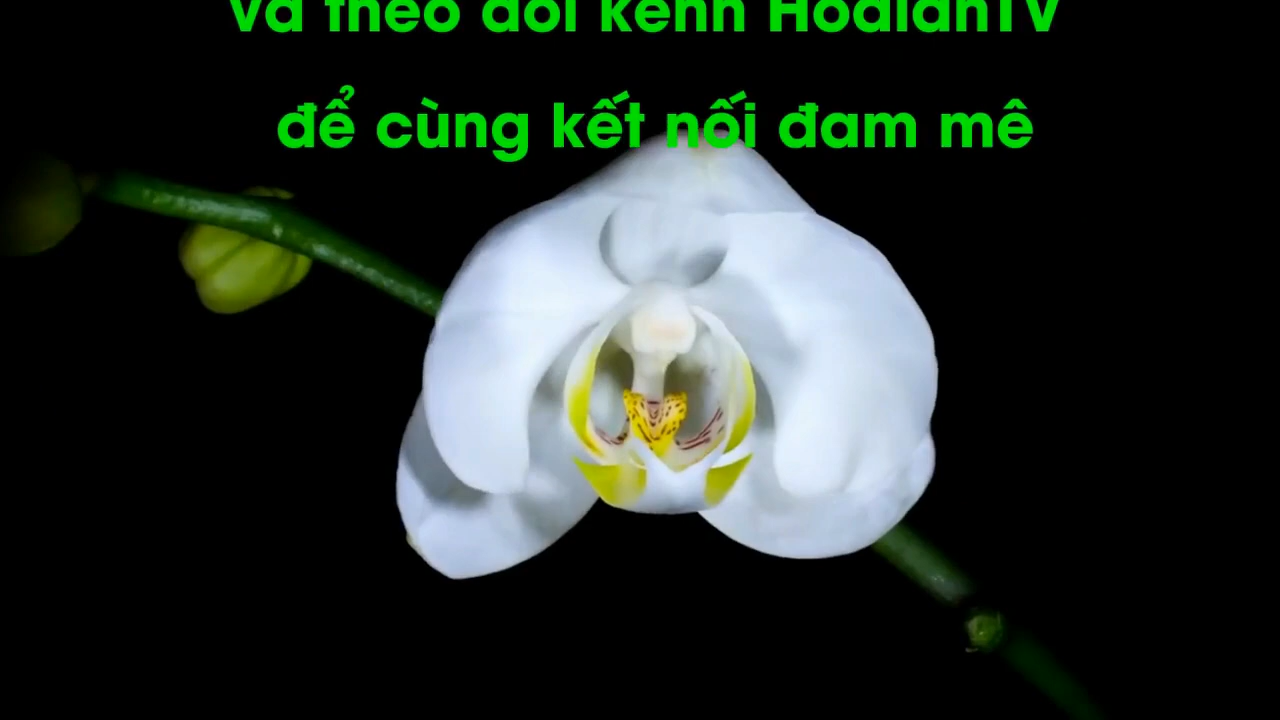 và theo dõi kênh HoalanTV
để cùng kết nối đam mê